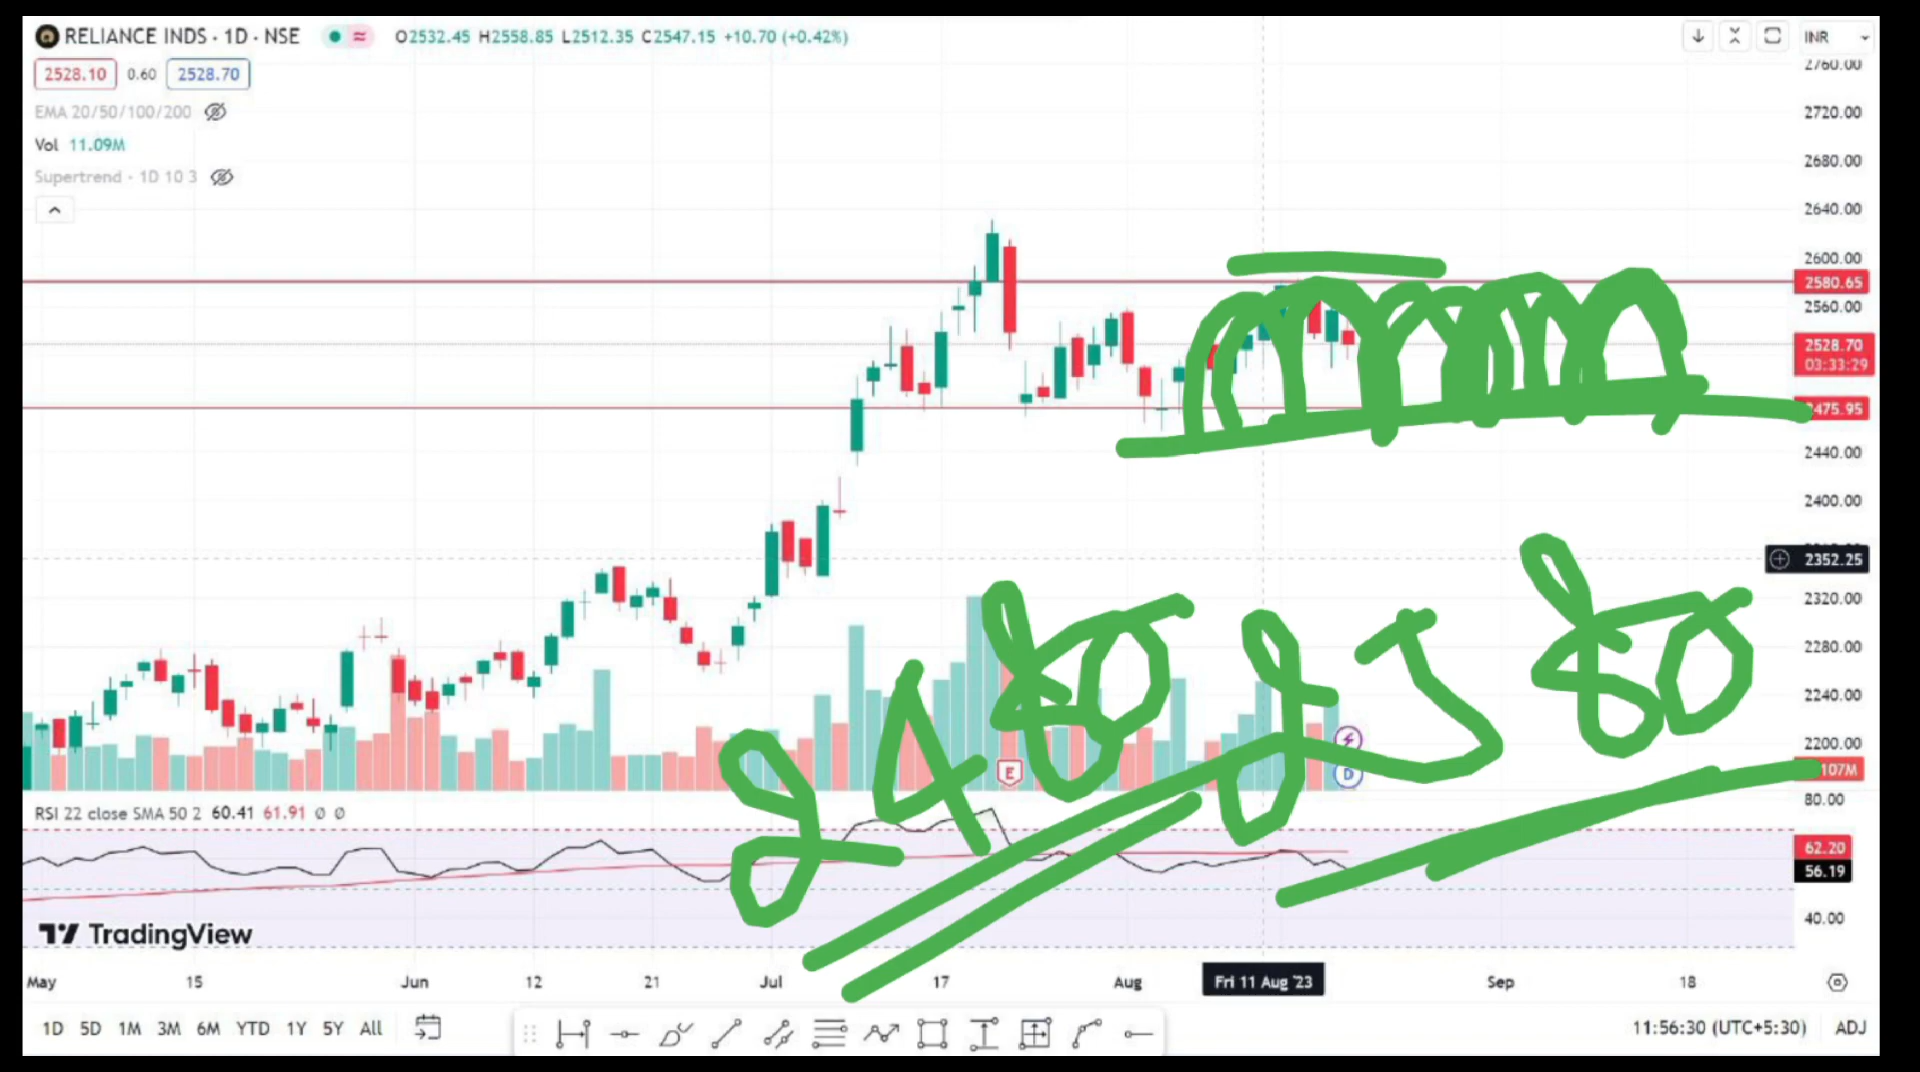 RELIANCE INDS · 1D · NSE O2532.45 H2558.85 L2512.35 C2547.15 +10.70 (+0.42%) INR
2528.10 0.60 2528.70
EMA 20/50/100/200
Vol 11.09M
Supertrend · 1D 10 3
2760.00
2720.00
2680.00
2640.00
2600.00
2580.65
2560.00
2528.70
03:33:29
2475.95
2440.00
2400.00
2352.25
2320.00
2280.00
2240.00
2200.00
107M
2480 2580
E
D
RSI 22 close SMA 50 2 60.41 61.91 ∅ ∅
80.00
62.20
56.19
40.00
TradingView
May 15 Jun 12 21 Jul 17 Aug Fri 11 Aug '23 Sep 18
1D 5D 1M 3M 6M YTD 1Y 5Y All 11:56:30 (UTC+5:30) ADJ